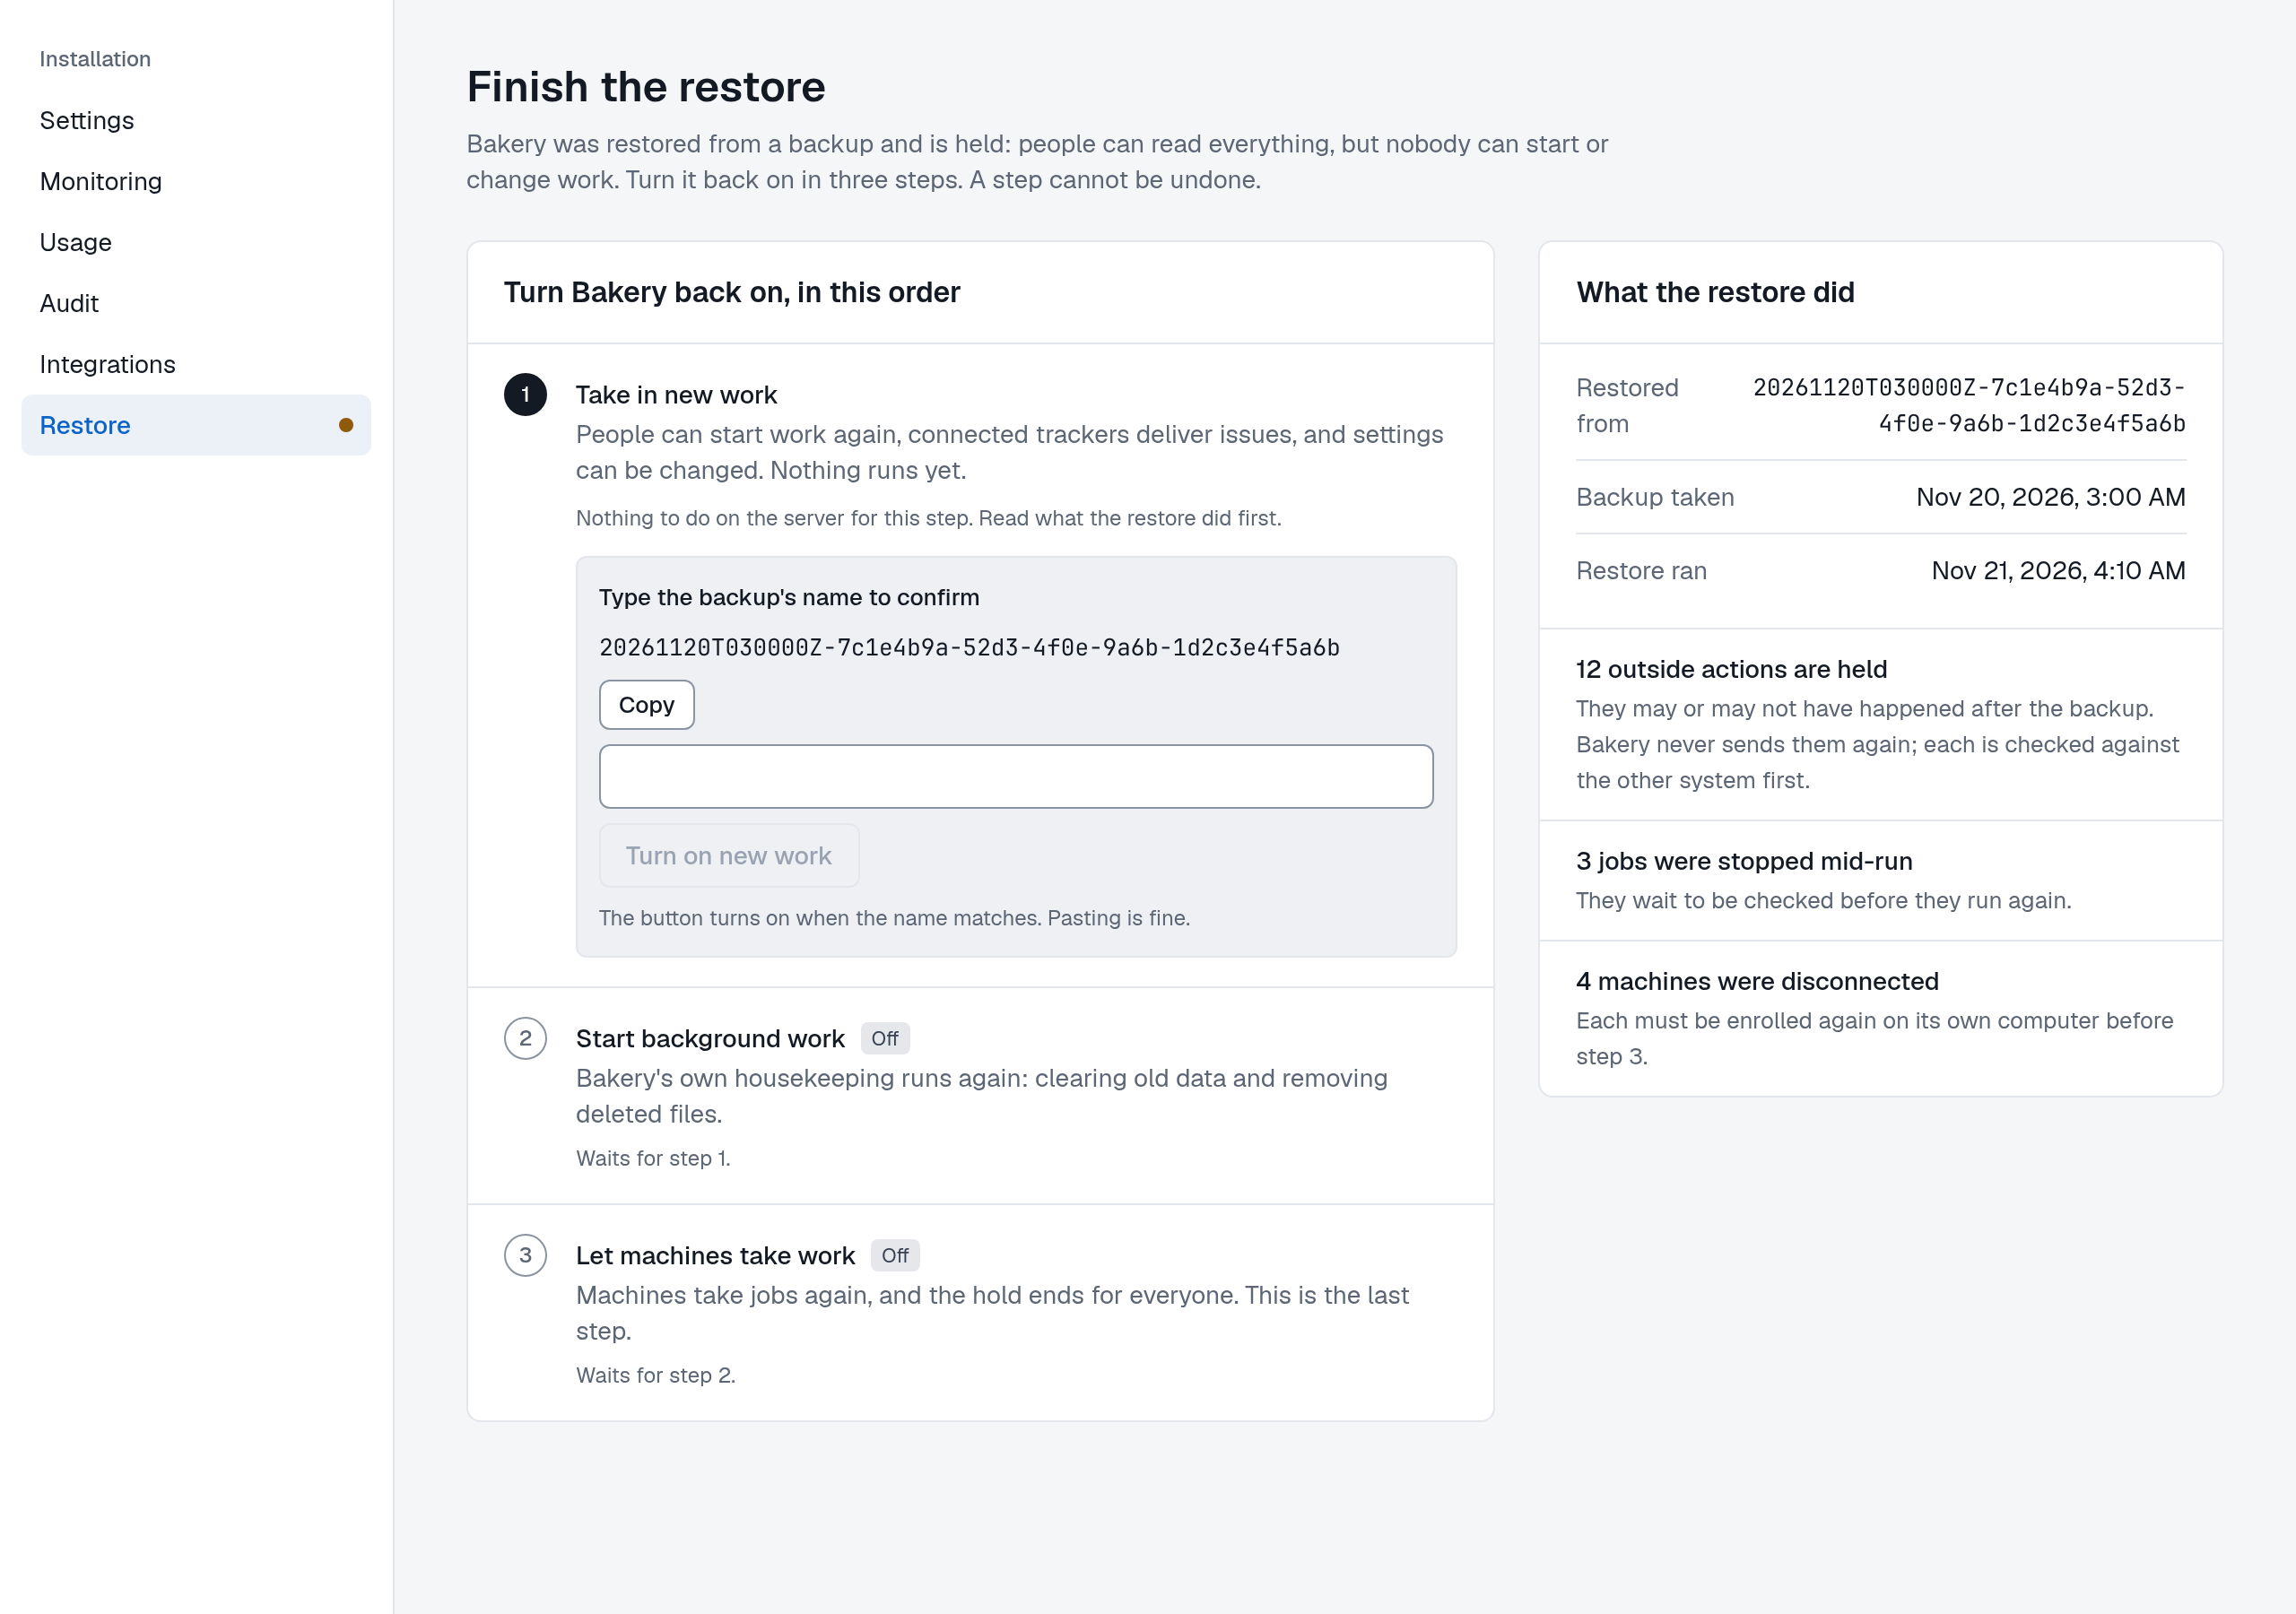 Installation
Settings
Monitoring
Usage
Audit
Integrations
Restore
Finish the restore
Bakery was restored from a backup and is held: people can read everything, but nobody can start or
change work. Turn it back on in three steps. A step cannot be undone.
Turn Bakery back on, in this order
1
Take in new work
People can start work again, connected trackers deliver issues, and settings
can be changed. Nothing runs yet.
Nothing to do on the server for this step. Read what the restore did first.
Type the backup's name to confirm
20261120T030000Z-7c1e4b9a-52d3-4f0e-9a6b-1d2c3e4f5a6b
Copy
Turn on new work
The button turns on when the name matches. Pasting is fine.
2
Start background work Off
Bakery's own housekeeping runs again: clearing old data and removing
deleted files.
Waits for step 1.
3
Let machines take work Off
Machines take jobs again, and the hold ends for everyone. This is the last
step.
Waits for step 2.
What the restore did
Restored 20261120T030000Z-7c1e4b9a-52d3-
from 4f0e-9a6b-1d2c3e4f5a6b
Backup taken Nov 20, 2026, 3:00 AM
Restore ran Nov 21, 2026, 4:10 AM
12 outside actions are held
They may or may not have happened after the backup.
Bakery never sends them again; each is checked against
the other system first.
3 jobs were stopped mid-run
They wait to be checked before they run again.
4 machines were disconnected
Each must be enrolled again on its own computer before
step 3.